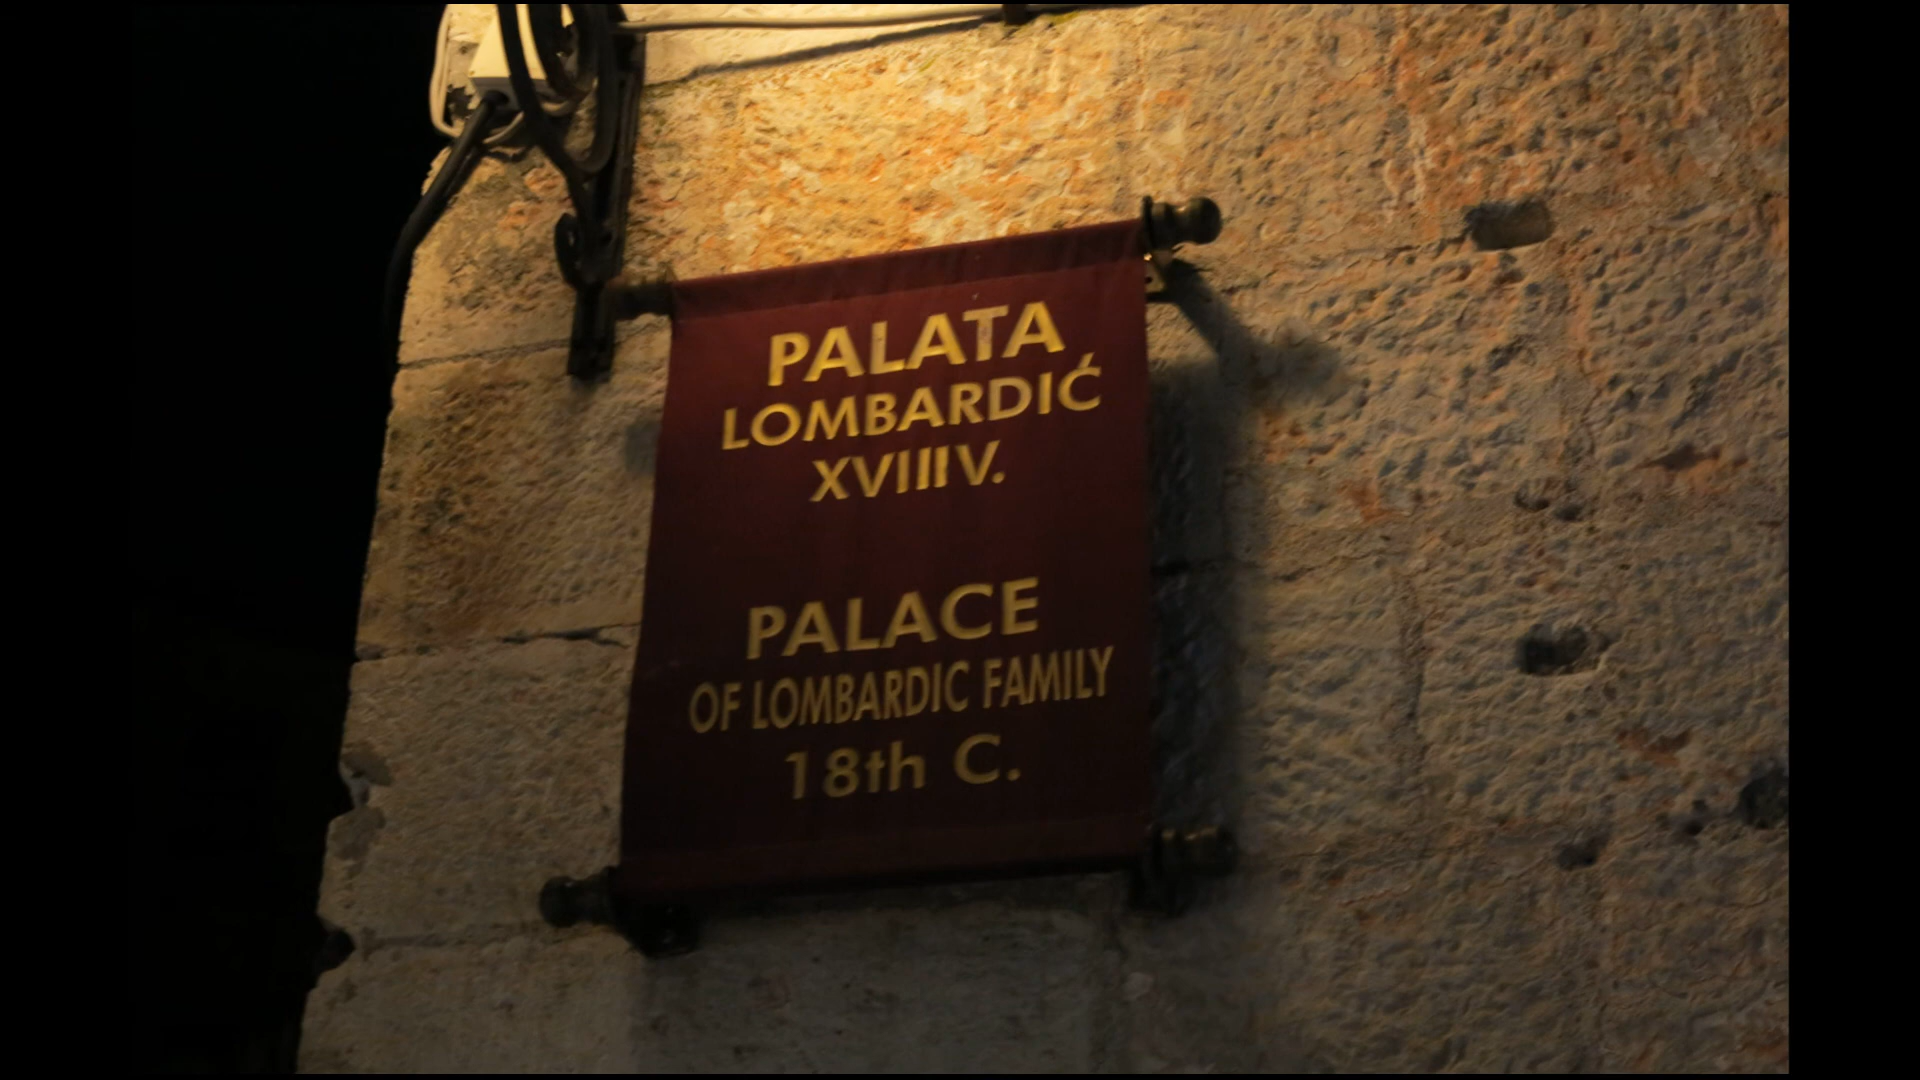 PALATA
LOMBARDIĆ
XVIII V.
PALACE
OF LOMBARDIC FAMILY
18th C.